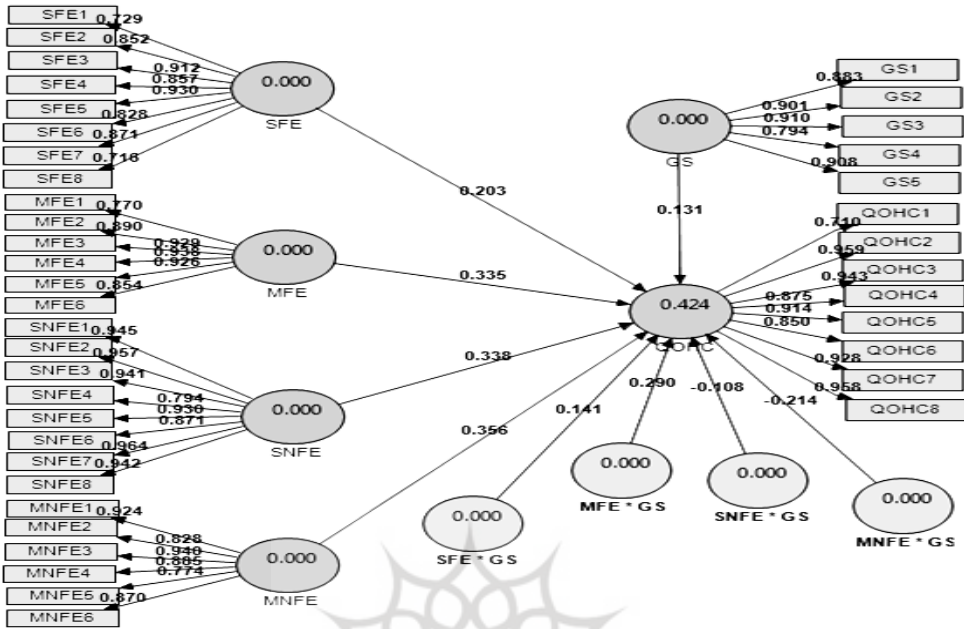 SFE1
0.729
SFE2
0.852
SFE3
0.912
SFE4
0.857
0.930
SFE5
0.828
SFE6
0.871
SFE7
0.716
SFE8
0.000
SFE
MFE1
0.770
MFE2
0.890
MFE3
0.929
0.938
MFE4
0.926
MFE5
0.854
MFE6
0.000
MFE
SNFE1
0.945
SNFE2
0.957
SNFE3
0.941
SNFE4
0.794
0.930
SNFE5
0.871
SNFE6
0.964
SNFE7
0.942
SNFE8
0.000
SNFE
MNFE1
0.924
MNFE2
0.828
MNFE3
0.940
0.885
MNFE4
0.774
MNFE5
0.870
MNFE6
0.000
MNFE
0.203
0.335
0.338
0.356
0.131
0.000
GS
0.883
GS1
0.901
GS2
0.910
GS3
0.794
GS4
0.908
GS5
0.424
QOHC
0.710
QOHC1
0.959
QOHC2
0.943
QOHC3
0.875
QOHC4
0.914
QOHC5
0.850
QOHC6
0.928
QOHC7
0.958
QOHC8
0.141
0.290
-0.108
-0.214
0.000
SFE * GS
0.000
MFE * GS
0.000
SNFE * GS
0.000
MNFE * GS